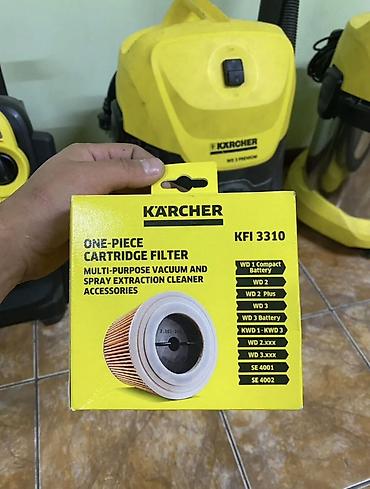 KÄRCHER
WD 3 PREMIUM
KÄRCHER
ONE-PIECE
CARTRIDGE FILTER
KFI 3310
MULTI-PURPOSE VACUUM AND
SPRAY EXTRACTION CLEANER
ACCESSORIES
WD 1 Compact
Battery
WD 2
WD 2 Plus
WD 3
WD 3 Battery
KWD 1 - KWD 3
WD 2.xxx
WD 3.xxx
SE 4001
SE 4002